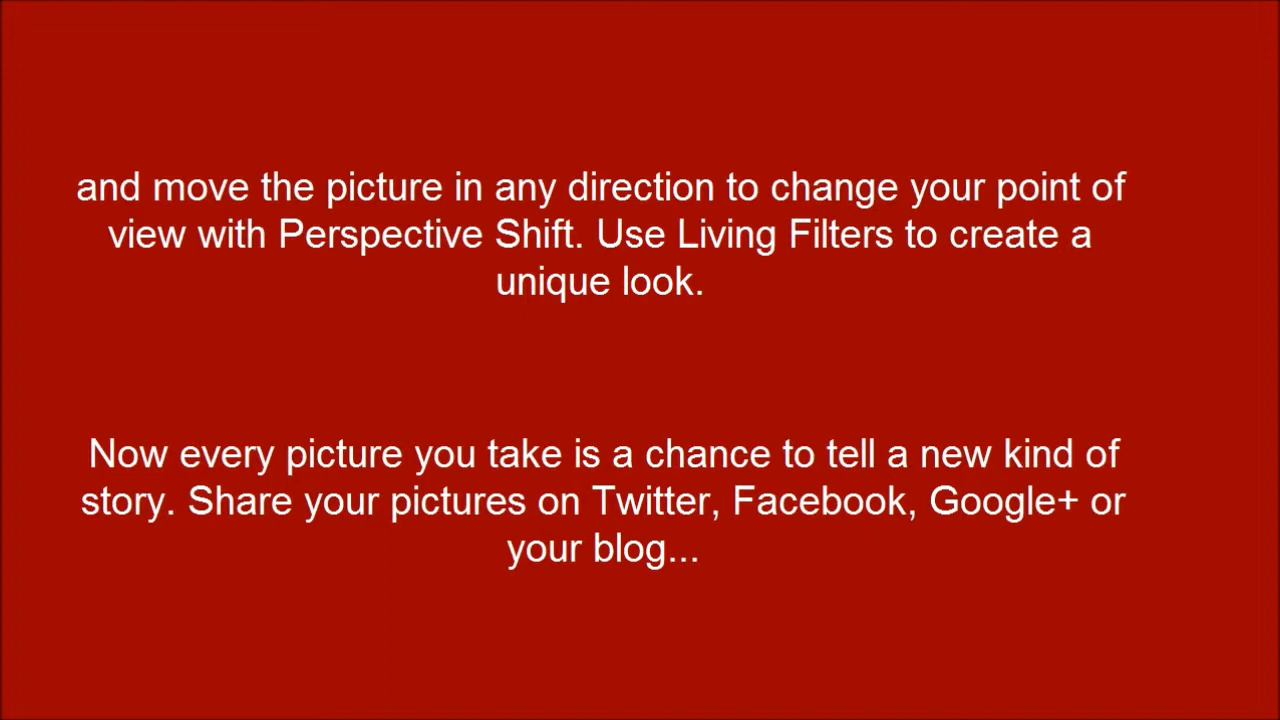 and move the picture in any direction to change your point of
view with Perspective Shift. Use Living Filters to create a
unique look.
Now every picture you take is a chance to tell a new kind of
story. Share your pictures on Twitter, Facebook, Google+ or
your blog...